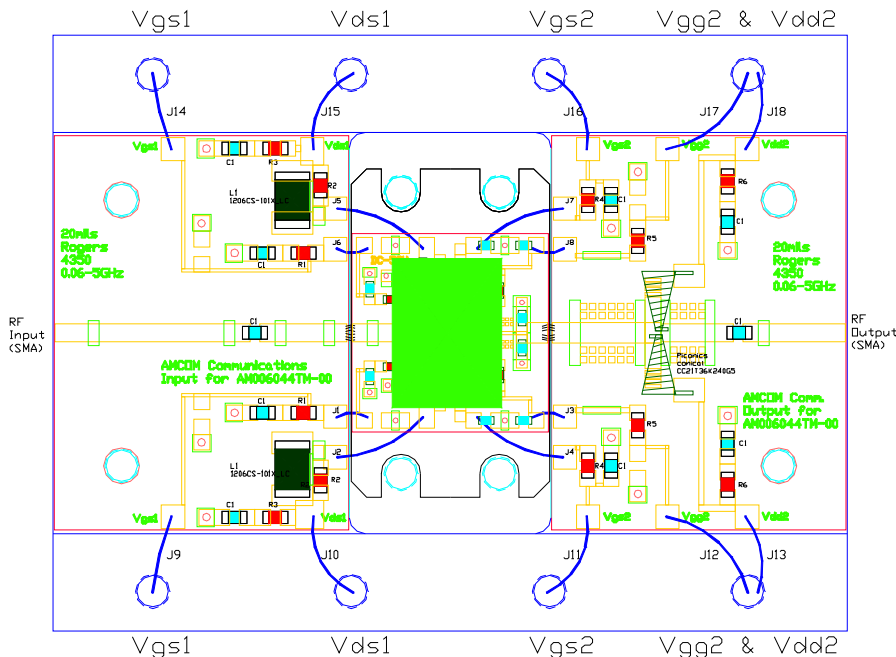 Vgs1 Vds1 Vgs2 Vgg2 & Vdd2
J14 J15 J16 J17 J18
Vgs1 Vds1 Vgs2 Vgg2 Vdd2
C1 R3
R2
R6
L1
1206CS-101X_LC
J5 J7 R4 C1
C1
20mils
Rogers
4350
0.06-5GHz
J6 J8 R5
C1 R1
20mils
Rogers
4350
0.06-5GHz
RF
Input
(SMA)
C1
C1
RF
Output
(SMA)
Piconics
conical
CC21T36K240G5
AMCOM Communications
Input for AM006044TM-00
AMCOM Comm.
Output for
AM006044TM-00
C1 R1
J1 J3
R5
C1
J2 J4
L1
1206CS-101X_LC
R2
R4 C1
R6
C1 R3
Vgs1 Vds1 Vgs2 Vgg2 Vdd2
J9 J10 J11 J12 J13
Vgs1 Vds1 Vgs2 Vgg2 & Vdd2